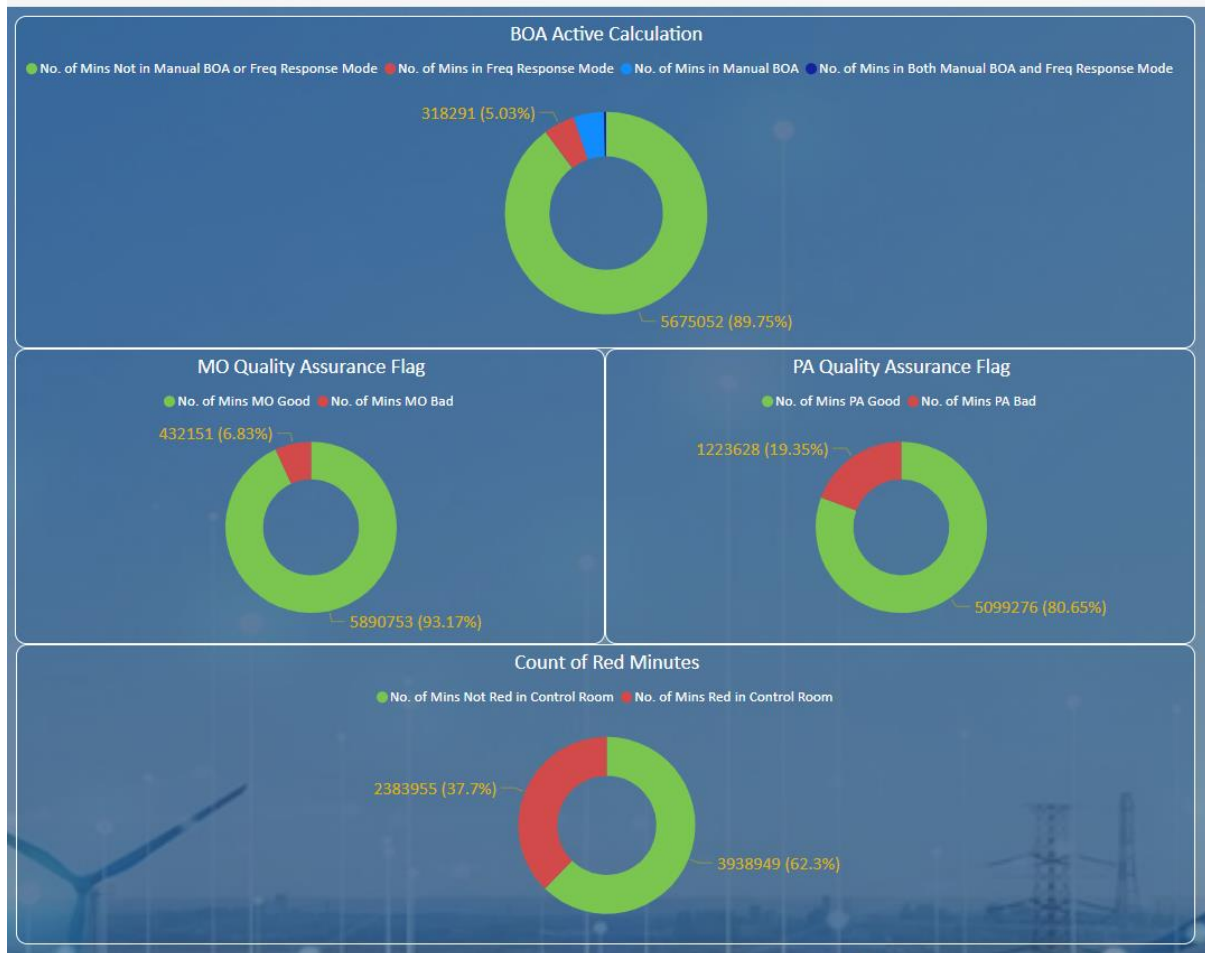 BOA Active Calculation
No. of Mins Not in Manual BOA or Freq Response Mode No. of Mins in Freq Response Mode No. of Mins in Manual BOA No. of Mins in Both Manual BOA and Freq Response Mode
318291 (5.03%)
5675052 (89.75%)
MO Quality Assurance Flag
No. of Mins MO Good No. of Mins MO Bad
432151 (6.83%)
5890753 (93.17%)
PA Quality Assurance Flag
No. of Mins PA Good No. of Mins PA Bad
1223628 (19.35%)
5099276 (80.65%)
Count of Red Minutes
No. of Mins Not Red in Control Room No. of Mins Red in Control Room
2383955 (37.7%)
3938949 (62.3%)